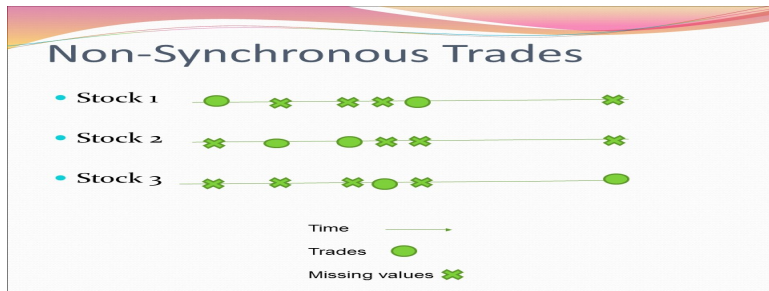 Non-Synchronous Trades
Stock 1
Stock 2
Stock 3
Time
Trades
Missing values